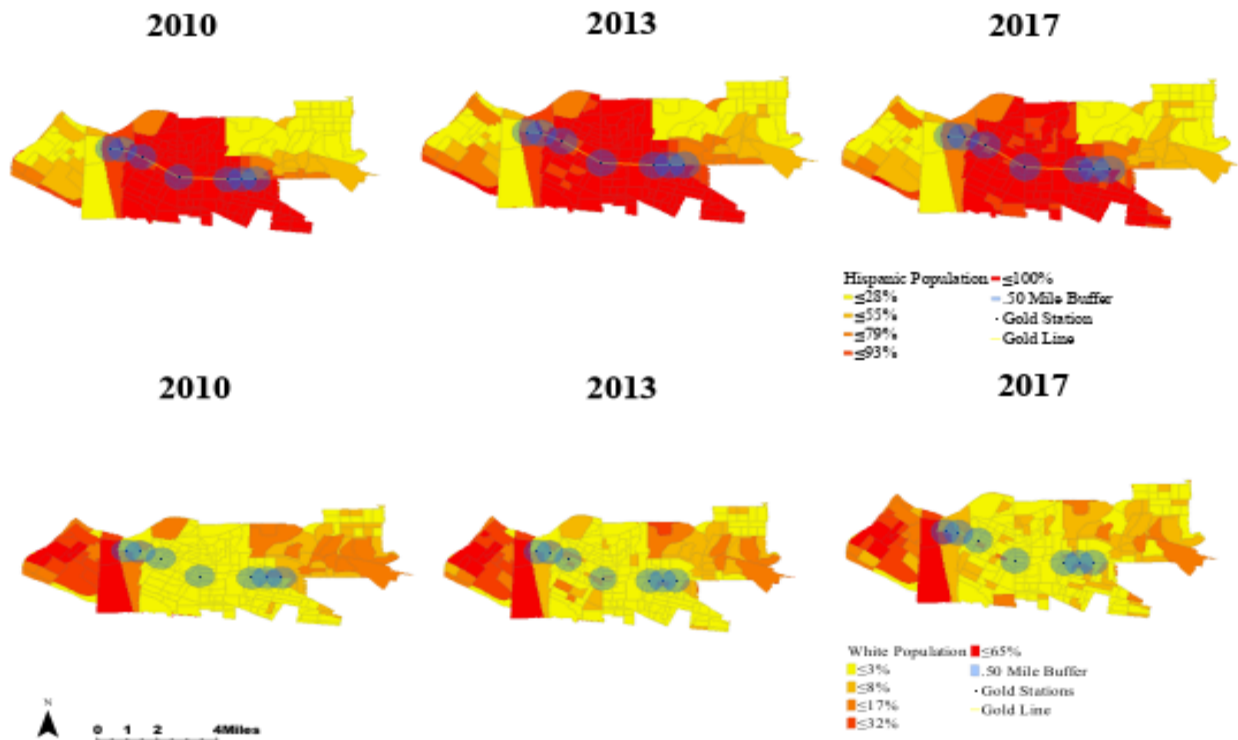 2010 2013 2017
Hispanic Population ≤100%
≤28% .50 Mile Buffer
≤55% Gold Station
≤79% Gold Line
≤93%
2010 2013 2017
White Population ≤65%
≤3% .50 Mile Buffer
≤8% Gold Stations
≤17% Gold Line
≤32%
N
0 1 2 4Miles